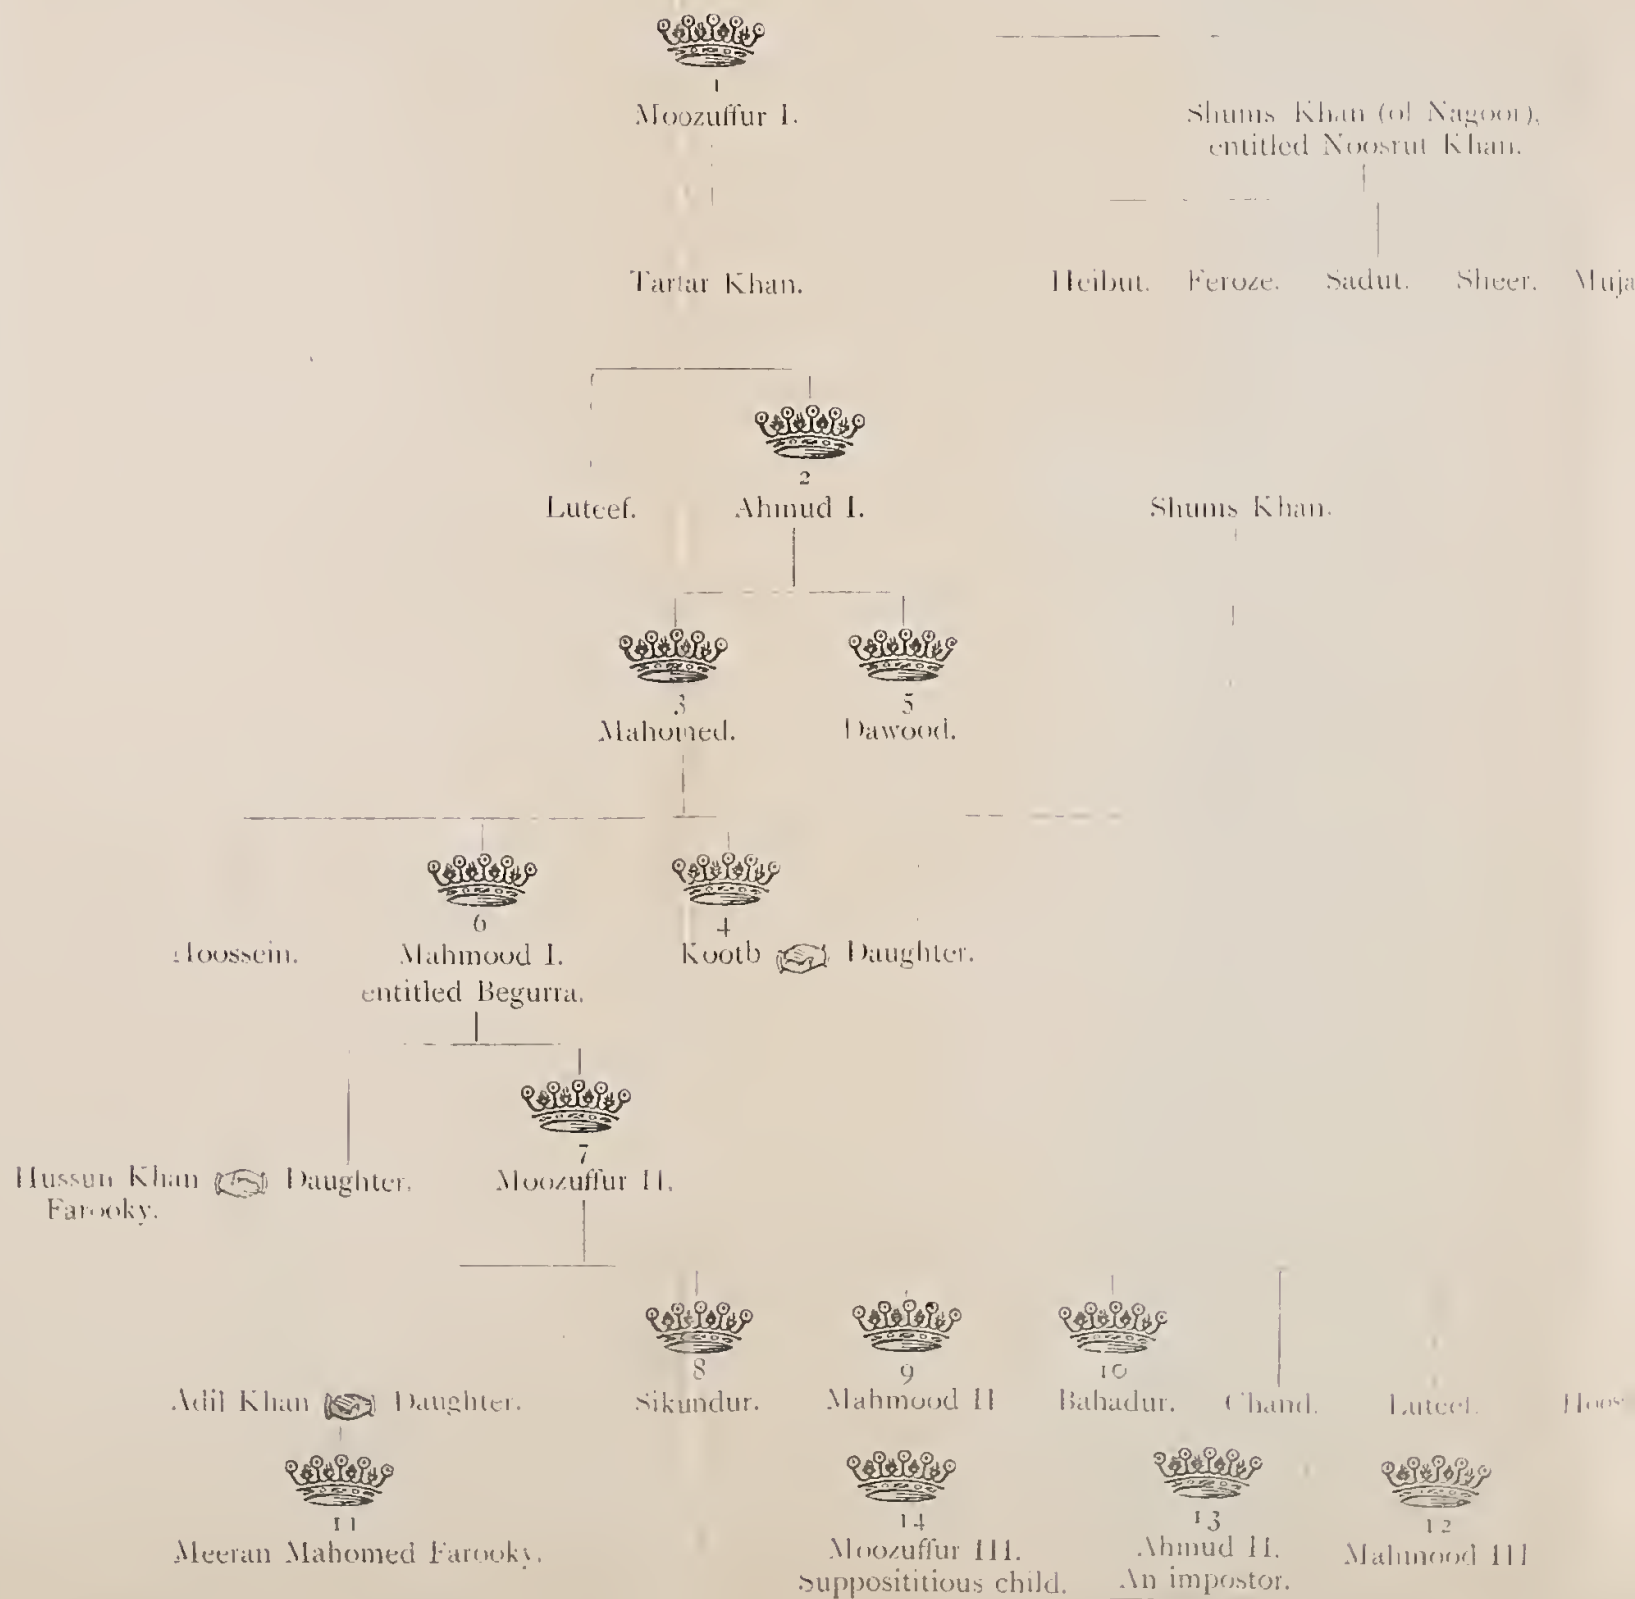 1
Moozuffur I.
Shums Khan (of Nagoor),
entitled Noosrut Khan.
Tartar Khan.
Heibut. Feroze. Sadut. Sheer. Muja
2
Luteef. Ahmud I. Shums Khan.
3 5
Mahomed. Dawood.
6 4
Hoossein. Mahmood I. Kootb Daughter.
entitled Begurra.
7
Hussun Khan Daughter. Moozuffur II.
Farooky.
8 9 10
Adil Khan Daughter. Sikundur. Mahmood II Bahadur. Chand. Luteef. Hoos
11 14 13 12
Meeran Mahomed Farooky. Moozuffur III. Ahmud II. Mahmood III
Supposititious child. An impostor.